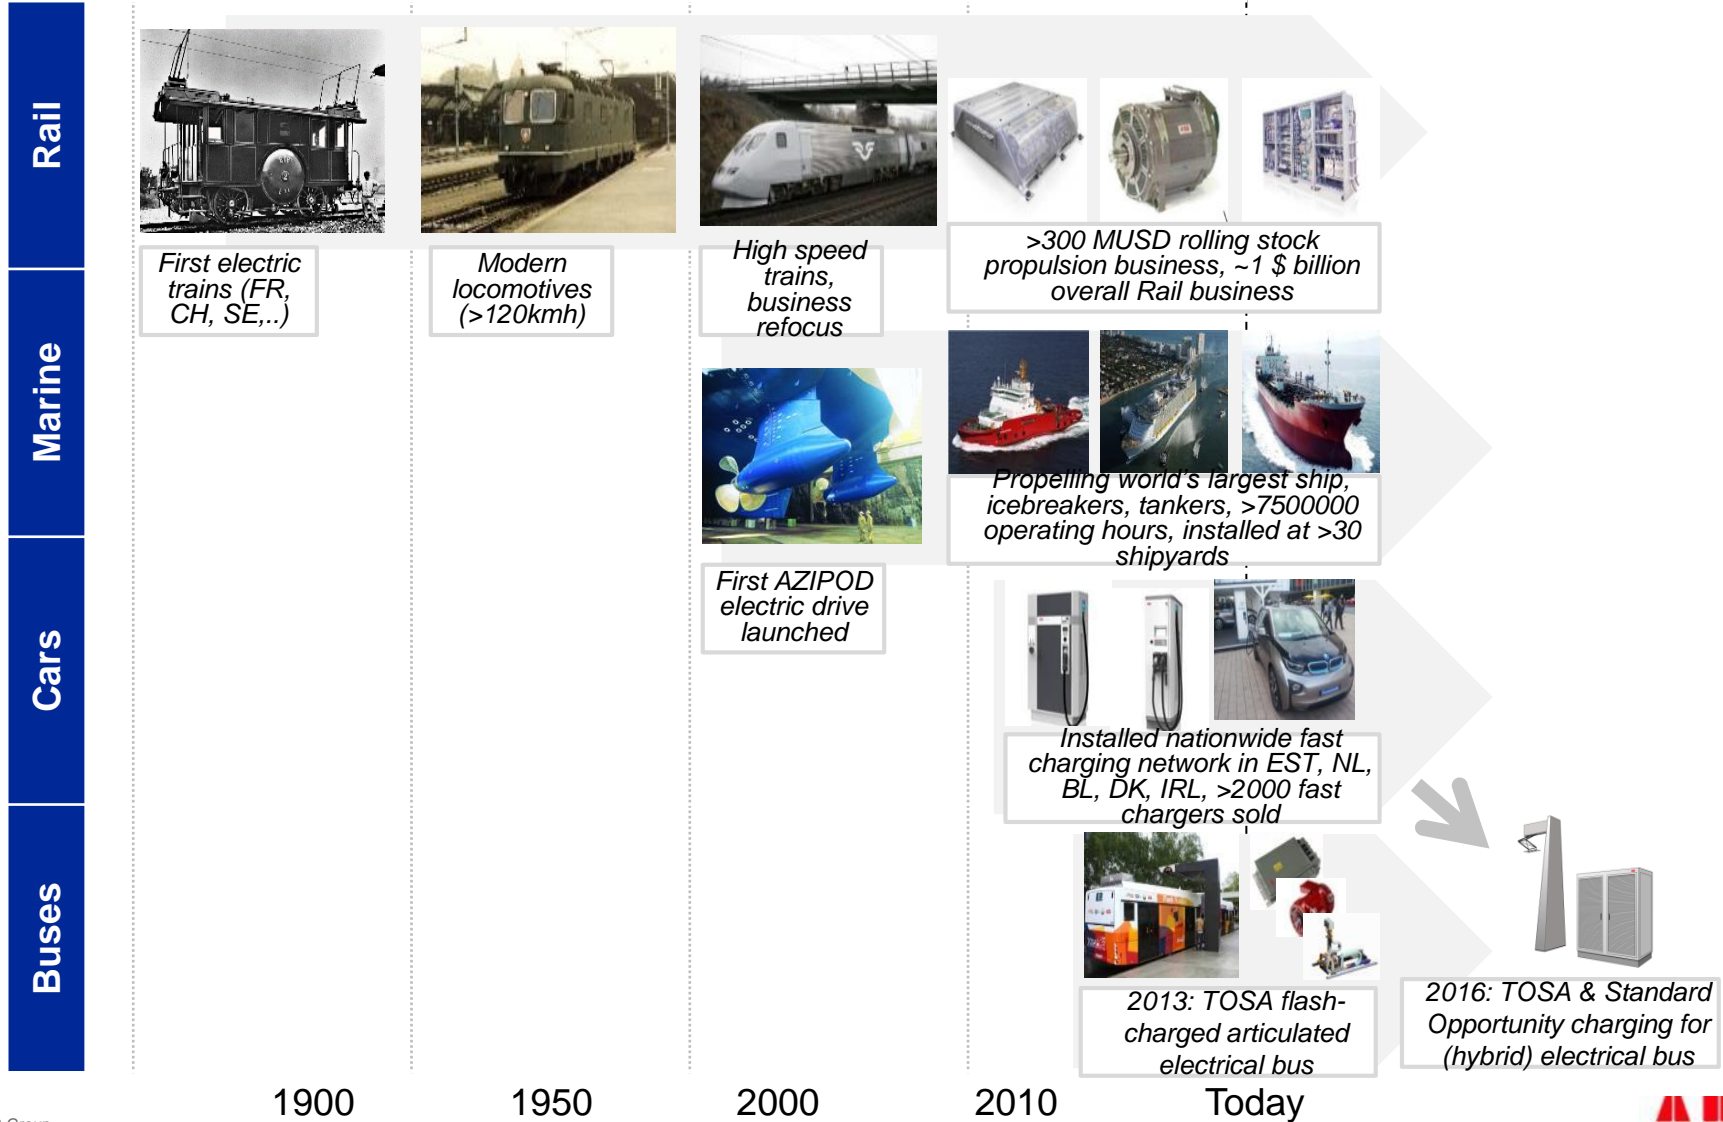 Rail
First electric
trains (FR,
CH, SE,..)
Modern
locomotives
(>120kmh)
High speed
trains,
business
refocus
>300 MUSD rolling stock
propulsion business, ~1 $ billion
overall Rail business
Marine
First AZIPOD
electric drive
launched
Propelling world's largest ship,
icebreakers, tankers, >7500000
operating hours, installed at >30
shipyards
Cars
Installed nationwide fast
charging network in EST, NL,
BL, DK, IRL, >2000 fast
chargers sold
Buses
2013: TOSA flash-
charged articulated
electrical bus
2016: TOSA & Standard
Opportunity charging for
(hybrid) electrical bus
1900 1950 2000 2010 Today